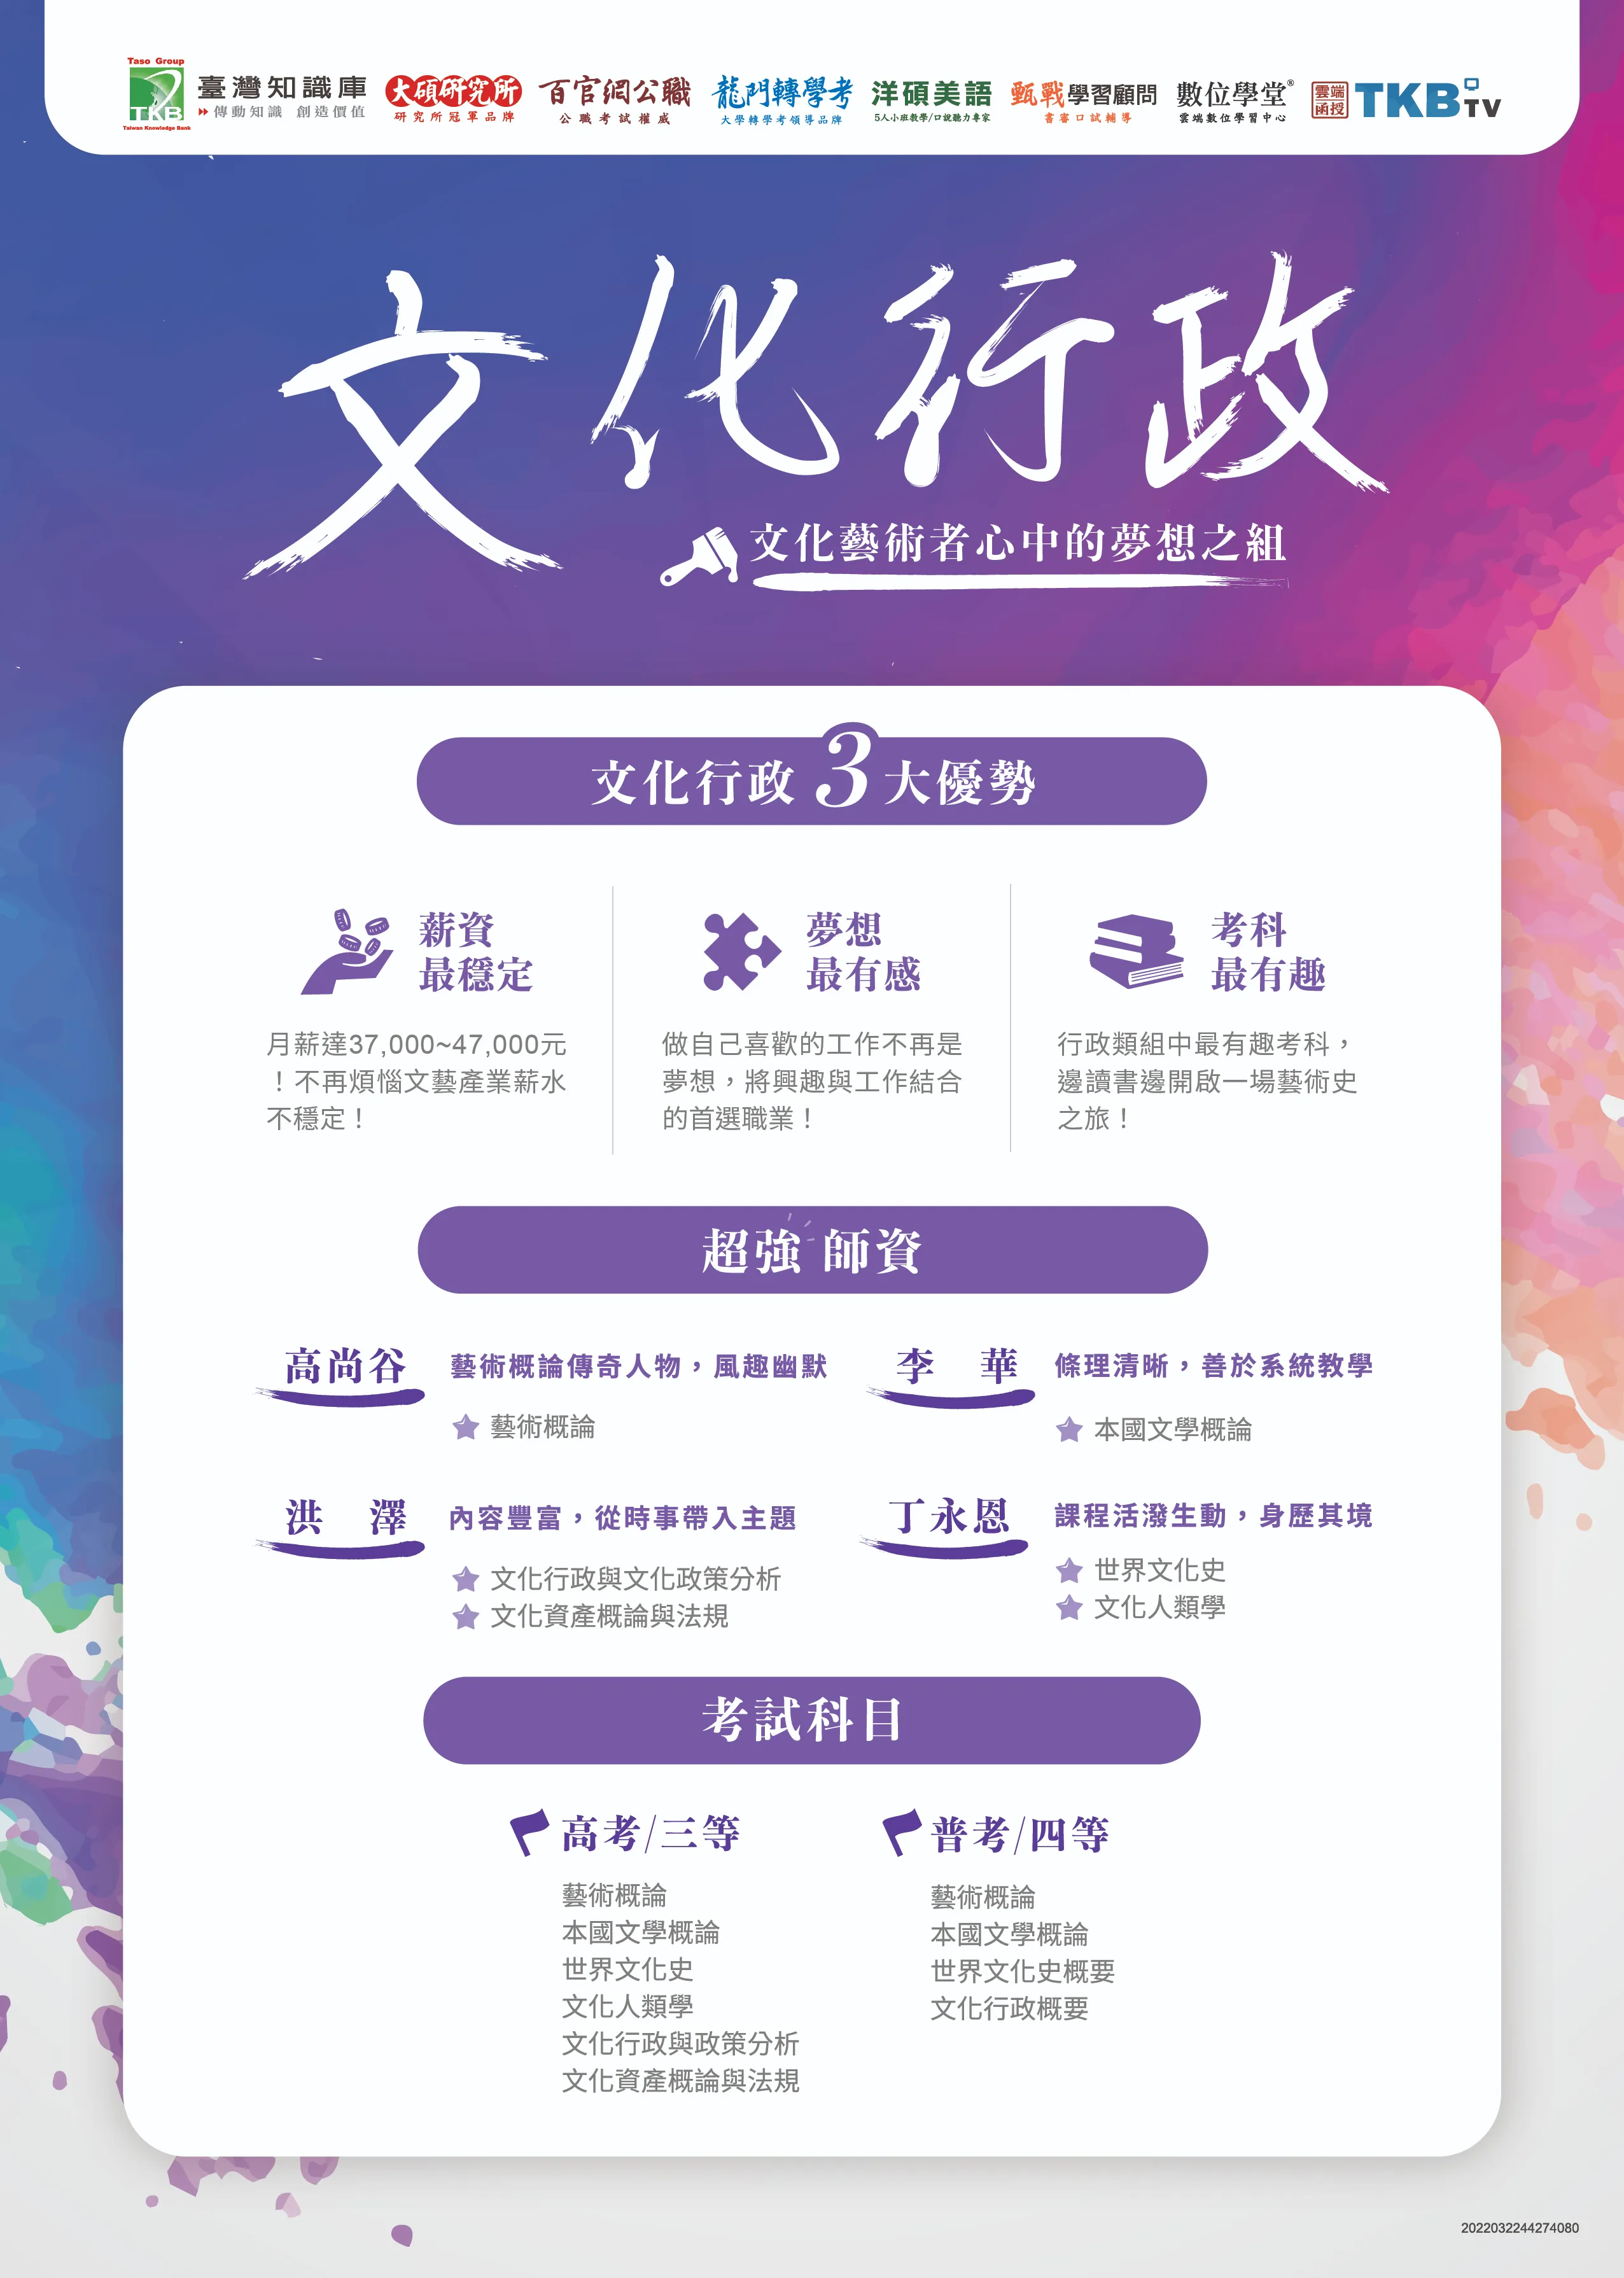 Taso Group
TKB
Taiwan Knowledge Bank
臺灣知識庫
傳動知識 創造價值
大碩研究所
研究所冠軍品牌
百官網公職
公職考試權威
龍門轉學考
大學轉學考領導品牌
洋碩美語
5人小班教學/口說聽力專家
甄戰學習顧問
書審口試輔導
數位學堂®
雲端數位學習中心
雲端函授 TKBTV
文化行政
文化藝術者心中的夢想之組
文化行政3大優勢
薪資
最穩定
月薪達37,000~47,000元
！不再煩惱文藝產業薪水
不穩定！
夢想
最有感
做自己喜歡的工作不再是
夢想，將興趣與工作結合
的首選職業！
考科
最有趣
行政類組中最有趣考科，
邊讀書邊開啟一場藝術史
之旅！
超強 師資
高尚谷 藝術概論傳奇人物，風趣幽默
藝術概論
李 華 條理清晰，善於系統教學
本國文學概論
洪 澤 內容豐富，從時事帶入主題
文化行政與文化政策分析
文化資產概論與法規
丁永恩 課程活潑生動，身歷其境
世界文化史
文化人類學
考試科目
高考/三等
藝術概論
本國文學概論
世界文化史
文化人類學
文化行政與政策分析
文化資產概論與法規
普考/四等
藝術概論
本國文學概論
世界文化史概要
文化行政概要
2022032244274080